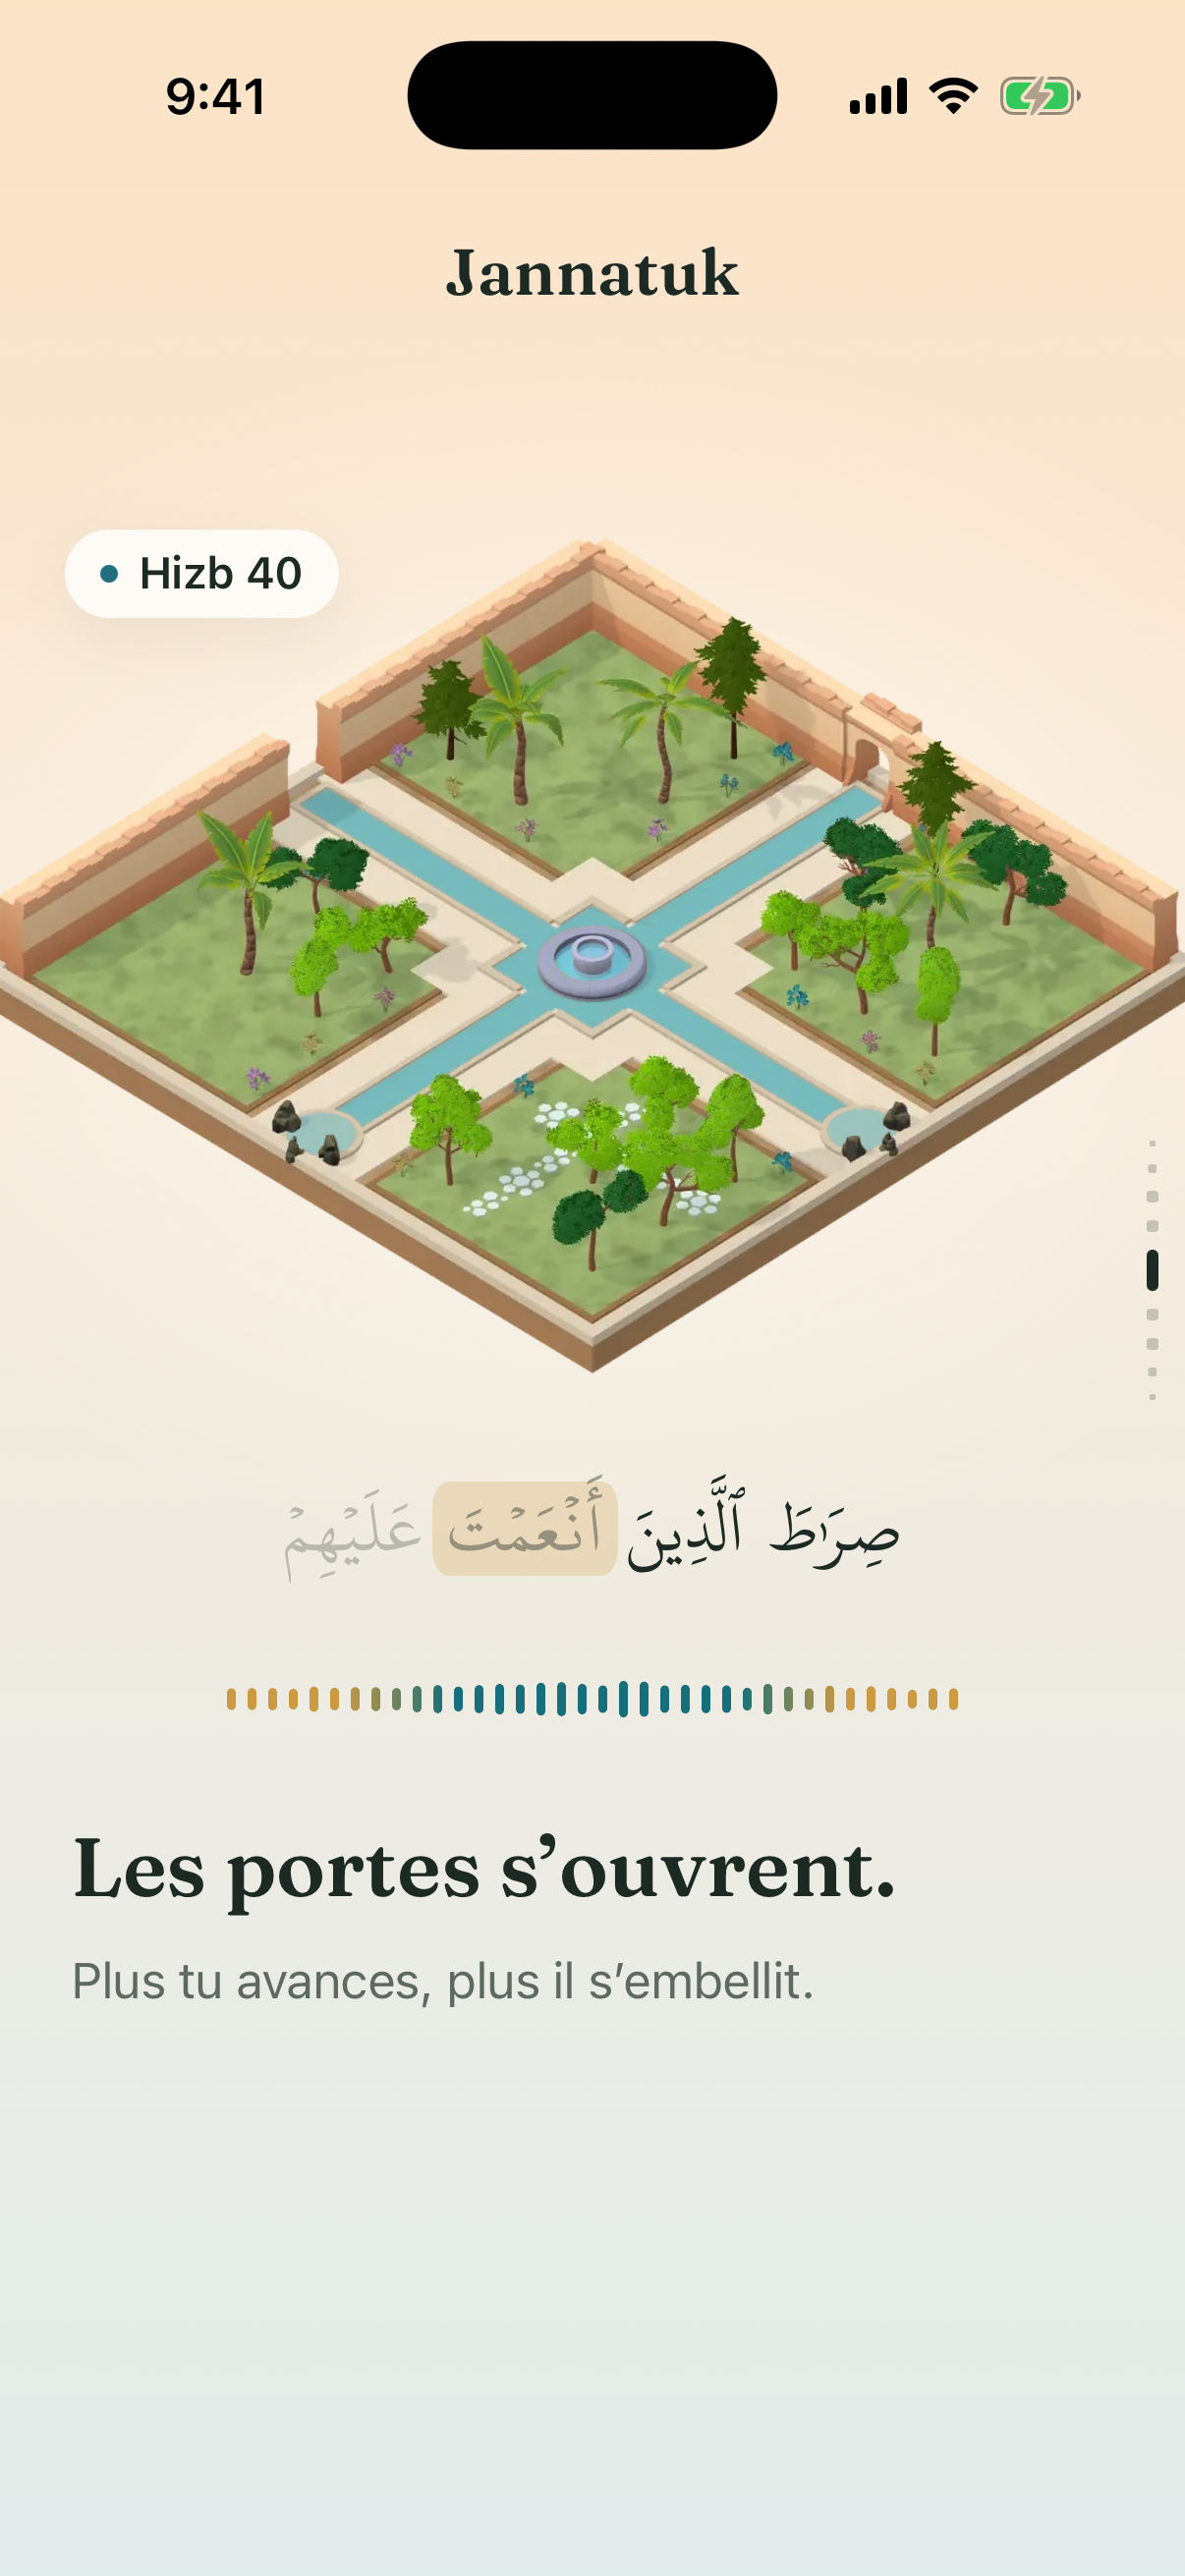 9:41
Jannatuk
Hizb 40
صِرَٰطَ ٱلَّذِينَ أَنۡعَمۡتَ عَلَيۡهِمۡ
Les portes s’ouvrent.
Plus tu avances, plus il s’embellit.